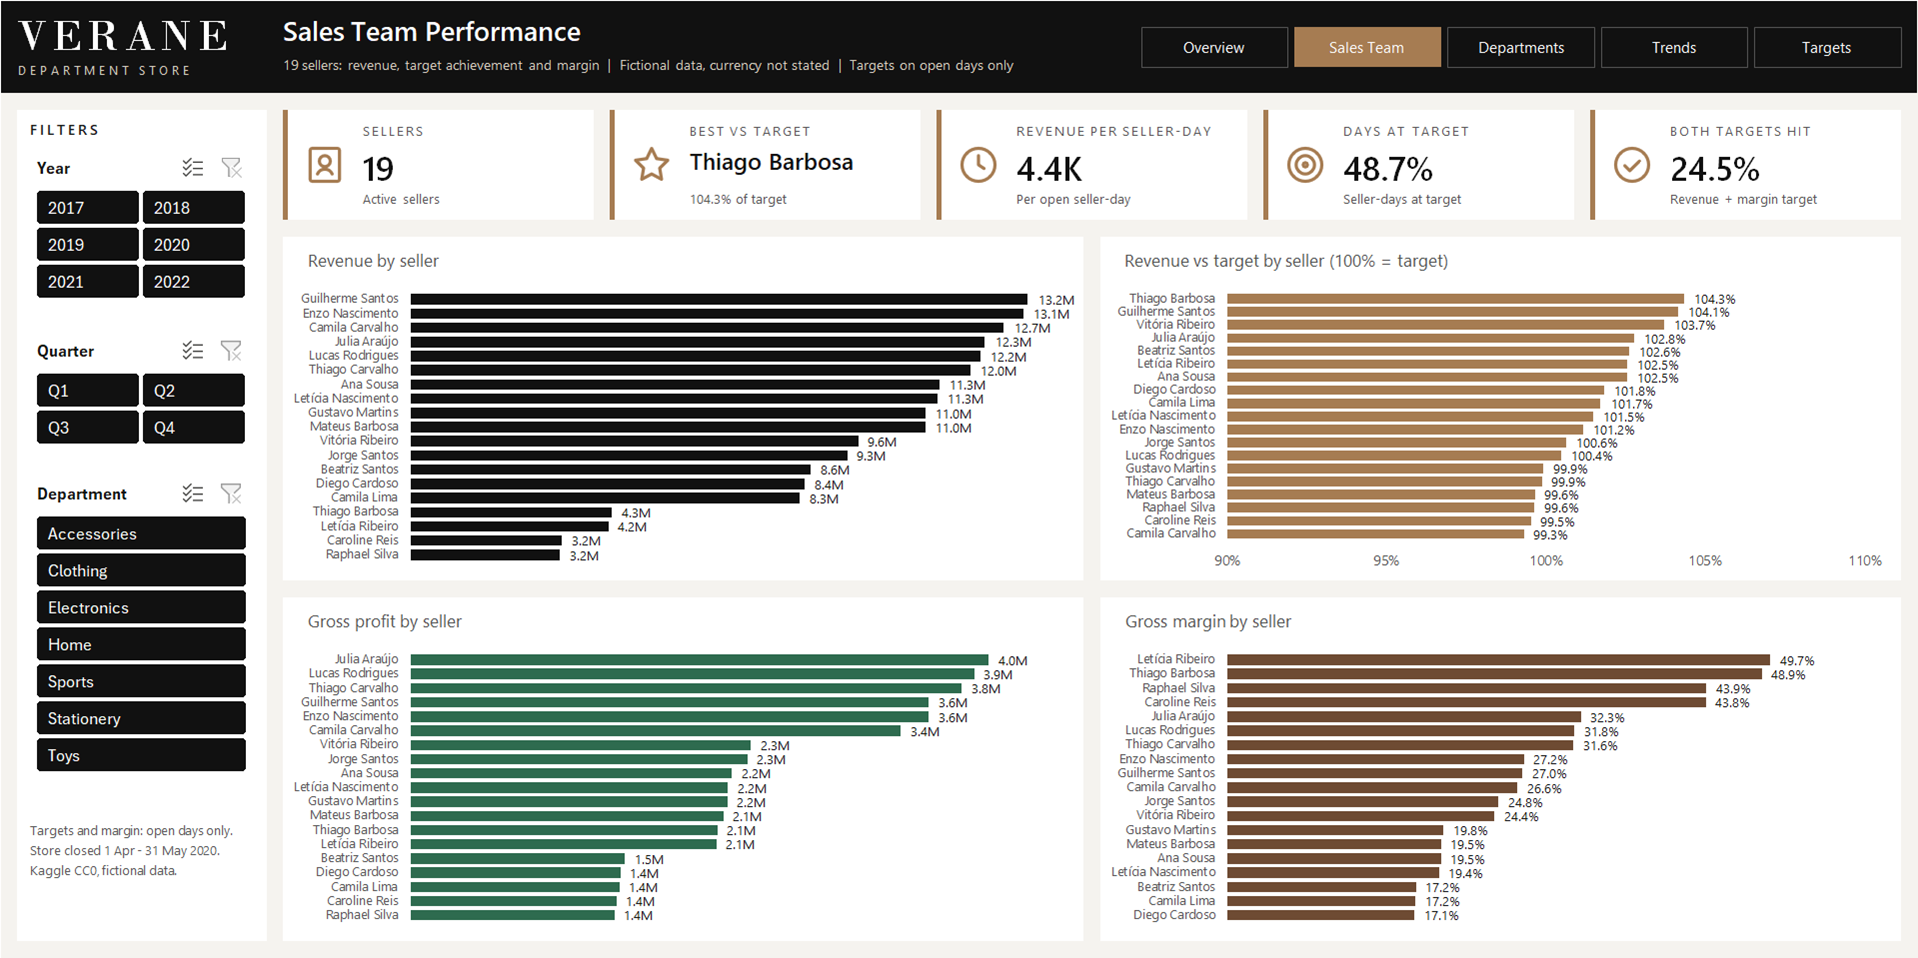 VERANE
DEPARTMENT STORE
Sales Team Performance
19 sellers: revenue, target achievement and margin | Fictional data, currency not stated | Targets on open days only
Overview
Sales Team
Departments
Trends
Targets
FILTERS
Year
2017 2018
2019 2020
2021 2022
Quarter
Q1 Q2
Q3 Q4
Department
Accessories
Clothing
Electronics
Home
Sports
Stationery
Toys
Targets and margin: open days only.
Store closed 1 Apr - 31 May 2020.
Kaggle CC0, fictional data.
SELLERS
19
Active sellers
BEST VS TARGET
Thiago Barbosa
104.3% of target
REVENUE PER SELLER-DAY
4.4K
Per open seller-day
DAYS AT TARGET
48.7%
Seller-days at target
BOTH TARGETS HIT
24.5%
Revenue + margin target
Revenue by seller
Guilherme Santos 13.2M
Enzo Nascimento 13.1M
Camila Carvalho 12.7M
Julia Araújo 12.3M
Lucas Rodrigues 12.2M
Thiago Carvalho 12.0M
Ana Sousa 11.3M
Letícia Nascimento 11.3M
Gustavo Martins 11.0M
Mateus Barbosa 11.0M
Vitória Ribeiro 9.6M
Jorge Santos 9.3M
Beatriz Santos 8.6M
Diego Cardoso 8.4M
Camila Lima 8.3M
Thiago Barbosa 4.3M
Letícia Ribeiro 4.2M
Caroline Reis 3.2M
Raphael Silva 3.2M
Revenue vs target by seller (100% = target)
Thiago Barbosa 104.3%
Guilherme Santos 104.1%
Vitória Ribeiro 103.7%
Julia Araújo 102.8%
Beatriz Santos 102.6%
Letícia Ribeiro 102.5%
Ana Sousa 102.5%
Diego Cardoso 101.8%
Camila Lima 101.7%
Letícia Nascimento 101.5%
Enzo Nascimento 101.2%
Jorge Santos 100.6%
Lucas Rodrigues 100.4%
Gustavo Martins 99.9%
Thiago Carvalho 99.9%
Mateus Barbosa 99.6%
Raphael Silva 99.6%
Caroline Reis 99.5%
Camila Carvalho 99.3%
90% 95% 100% 105% 110%
Gross profit by seller
Julia Araújo 4.0M
Lucas Rodrigues 3.9M
Thiago Carvalho 3.8M
Guilherme Santos 3.6M
Enzo Nascimento 3.6M
Camila Carvalho 3.4M
Vitória Ribeiro 2.3M
Jorge Santos 2.3M
Ana Sousa 2.2M
Letícia Nascimento 2.2M
Gustavo Martins 2.2M
Mateus Barbosa 2.1M
Thiago Barbosa 2.1M
Letícia Ribeiro 2.1M
Beatriz Santos 1.5M
Diego Cardoso 1.4M
Camila Lima 1.4M
Caroline Reis 1.4M
Raphael Silva 1.4M
Gross margin by seller
Letícia Ribeiro 49.7%
Thiago Barbosa 48.9%
Raphael Silva 43.9%
Caroline Reis 43.8%
Julia Araújo 32.3%
Lucas Rodrigues 31.8%
Thiago Carvalho 31.6%
Enzo Nascimento 27.2%
Guilherme Santos 27.0%
Camila Carvalho 26.6%
Jorge Santos 24.8%
Vitória Ribeiro 24.4%
Gustavo Martins 19.8%
Mateus Barbosa 19.5%
Ana Sousa 19.5%
Letícia Nascimento 19.4%
Beatriz Santos 17.2%
Camila Lima 17.2%
Diego Cardoso 17.1%